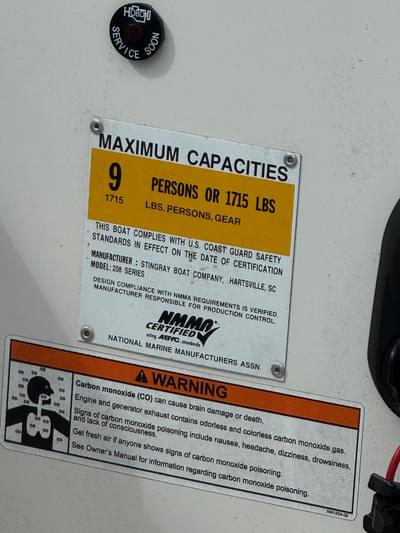 SERVICE SOON
MAXIMUM CAPACITIES
9 PERSONS OR 1715 LBS
1715 LBS. PERSONS, GEAR
THIS BOAT COMPLIES WITH U.S. COAST GUARD SAFETY
STANDARDS IN EFFECT ON THE DATE OF CERTIFICATION
MANUFACTURER : STINGRAY BOAT COMPANY, HARTSVILLE, SC
MODEL: 208 SERIES
DESIGN COMPLIANCE WITH NMMA REQUIREMENTS IS VERIFIED.
MANUFACTURER RESPONSIBLE FOR PRODUCTION CONTROL.
NMMA
CERTIFIED
using ABYC standards
NATIONAL MARINE MANUFACTURERS ASSN.
WARNING
Carbon monoxide (CO) can cause brain damage or death.
Engine and generator exhaust contains odorless and colorless carbon monoxide gas.
Signs of carbon monoxide poisoning include nausea, headache, dizziness, drowsiness,
and lack of consciousness.
Get fresh air if anyone shows signs of carbon monoxide poisoning.
See Owner's Manual for information regarding carbon monoxide poisoning.